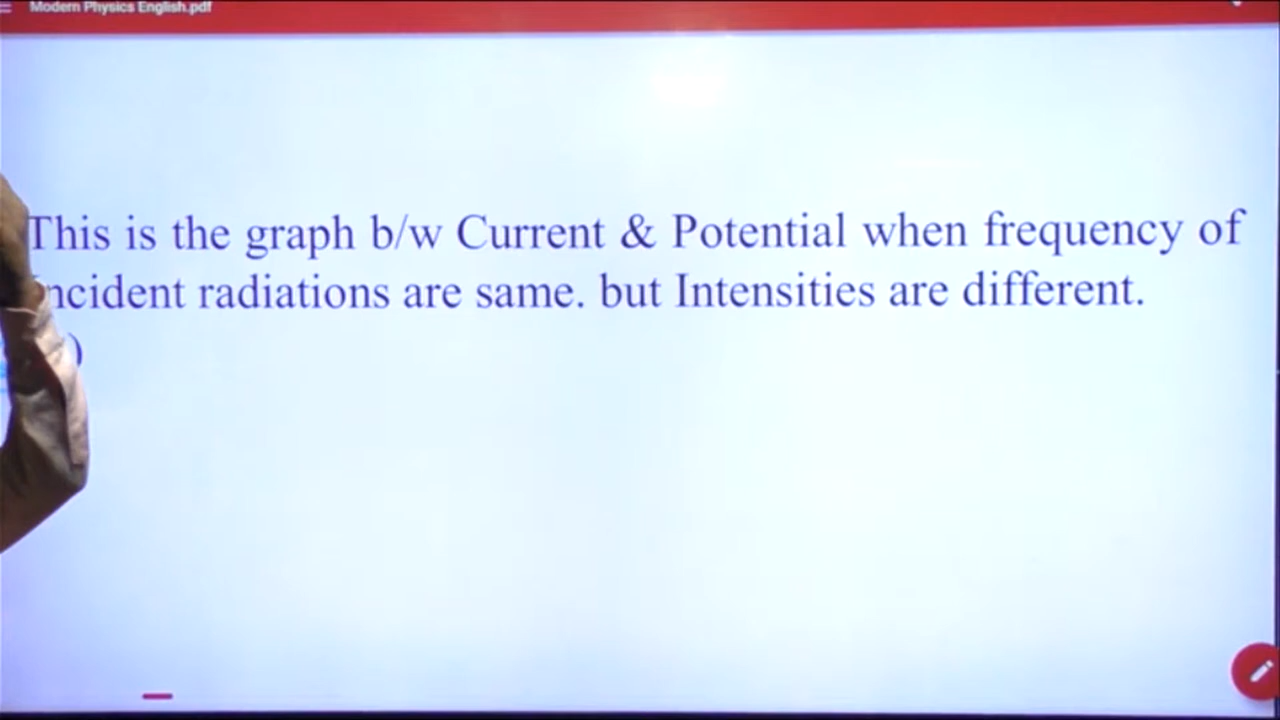 Modern Physics English.pdf
This is the graph b/w Current & Potential when frequency of
incident radiations are same. but Intensities are different.
)